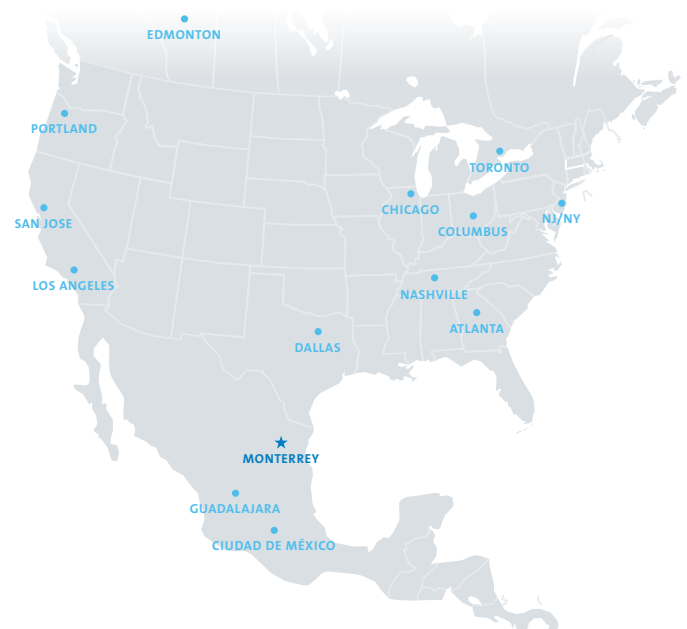 EDMONTON
PORTLAND
TORONTO
CHICAGO
SAN JOSE
NJ/NY
COLUMBUS
LOS ANGELES
NASHVILLE
ATLANTA
DALLAS
MONTERREY
GUADALAJARA
CIUDAD DE MÉXICO